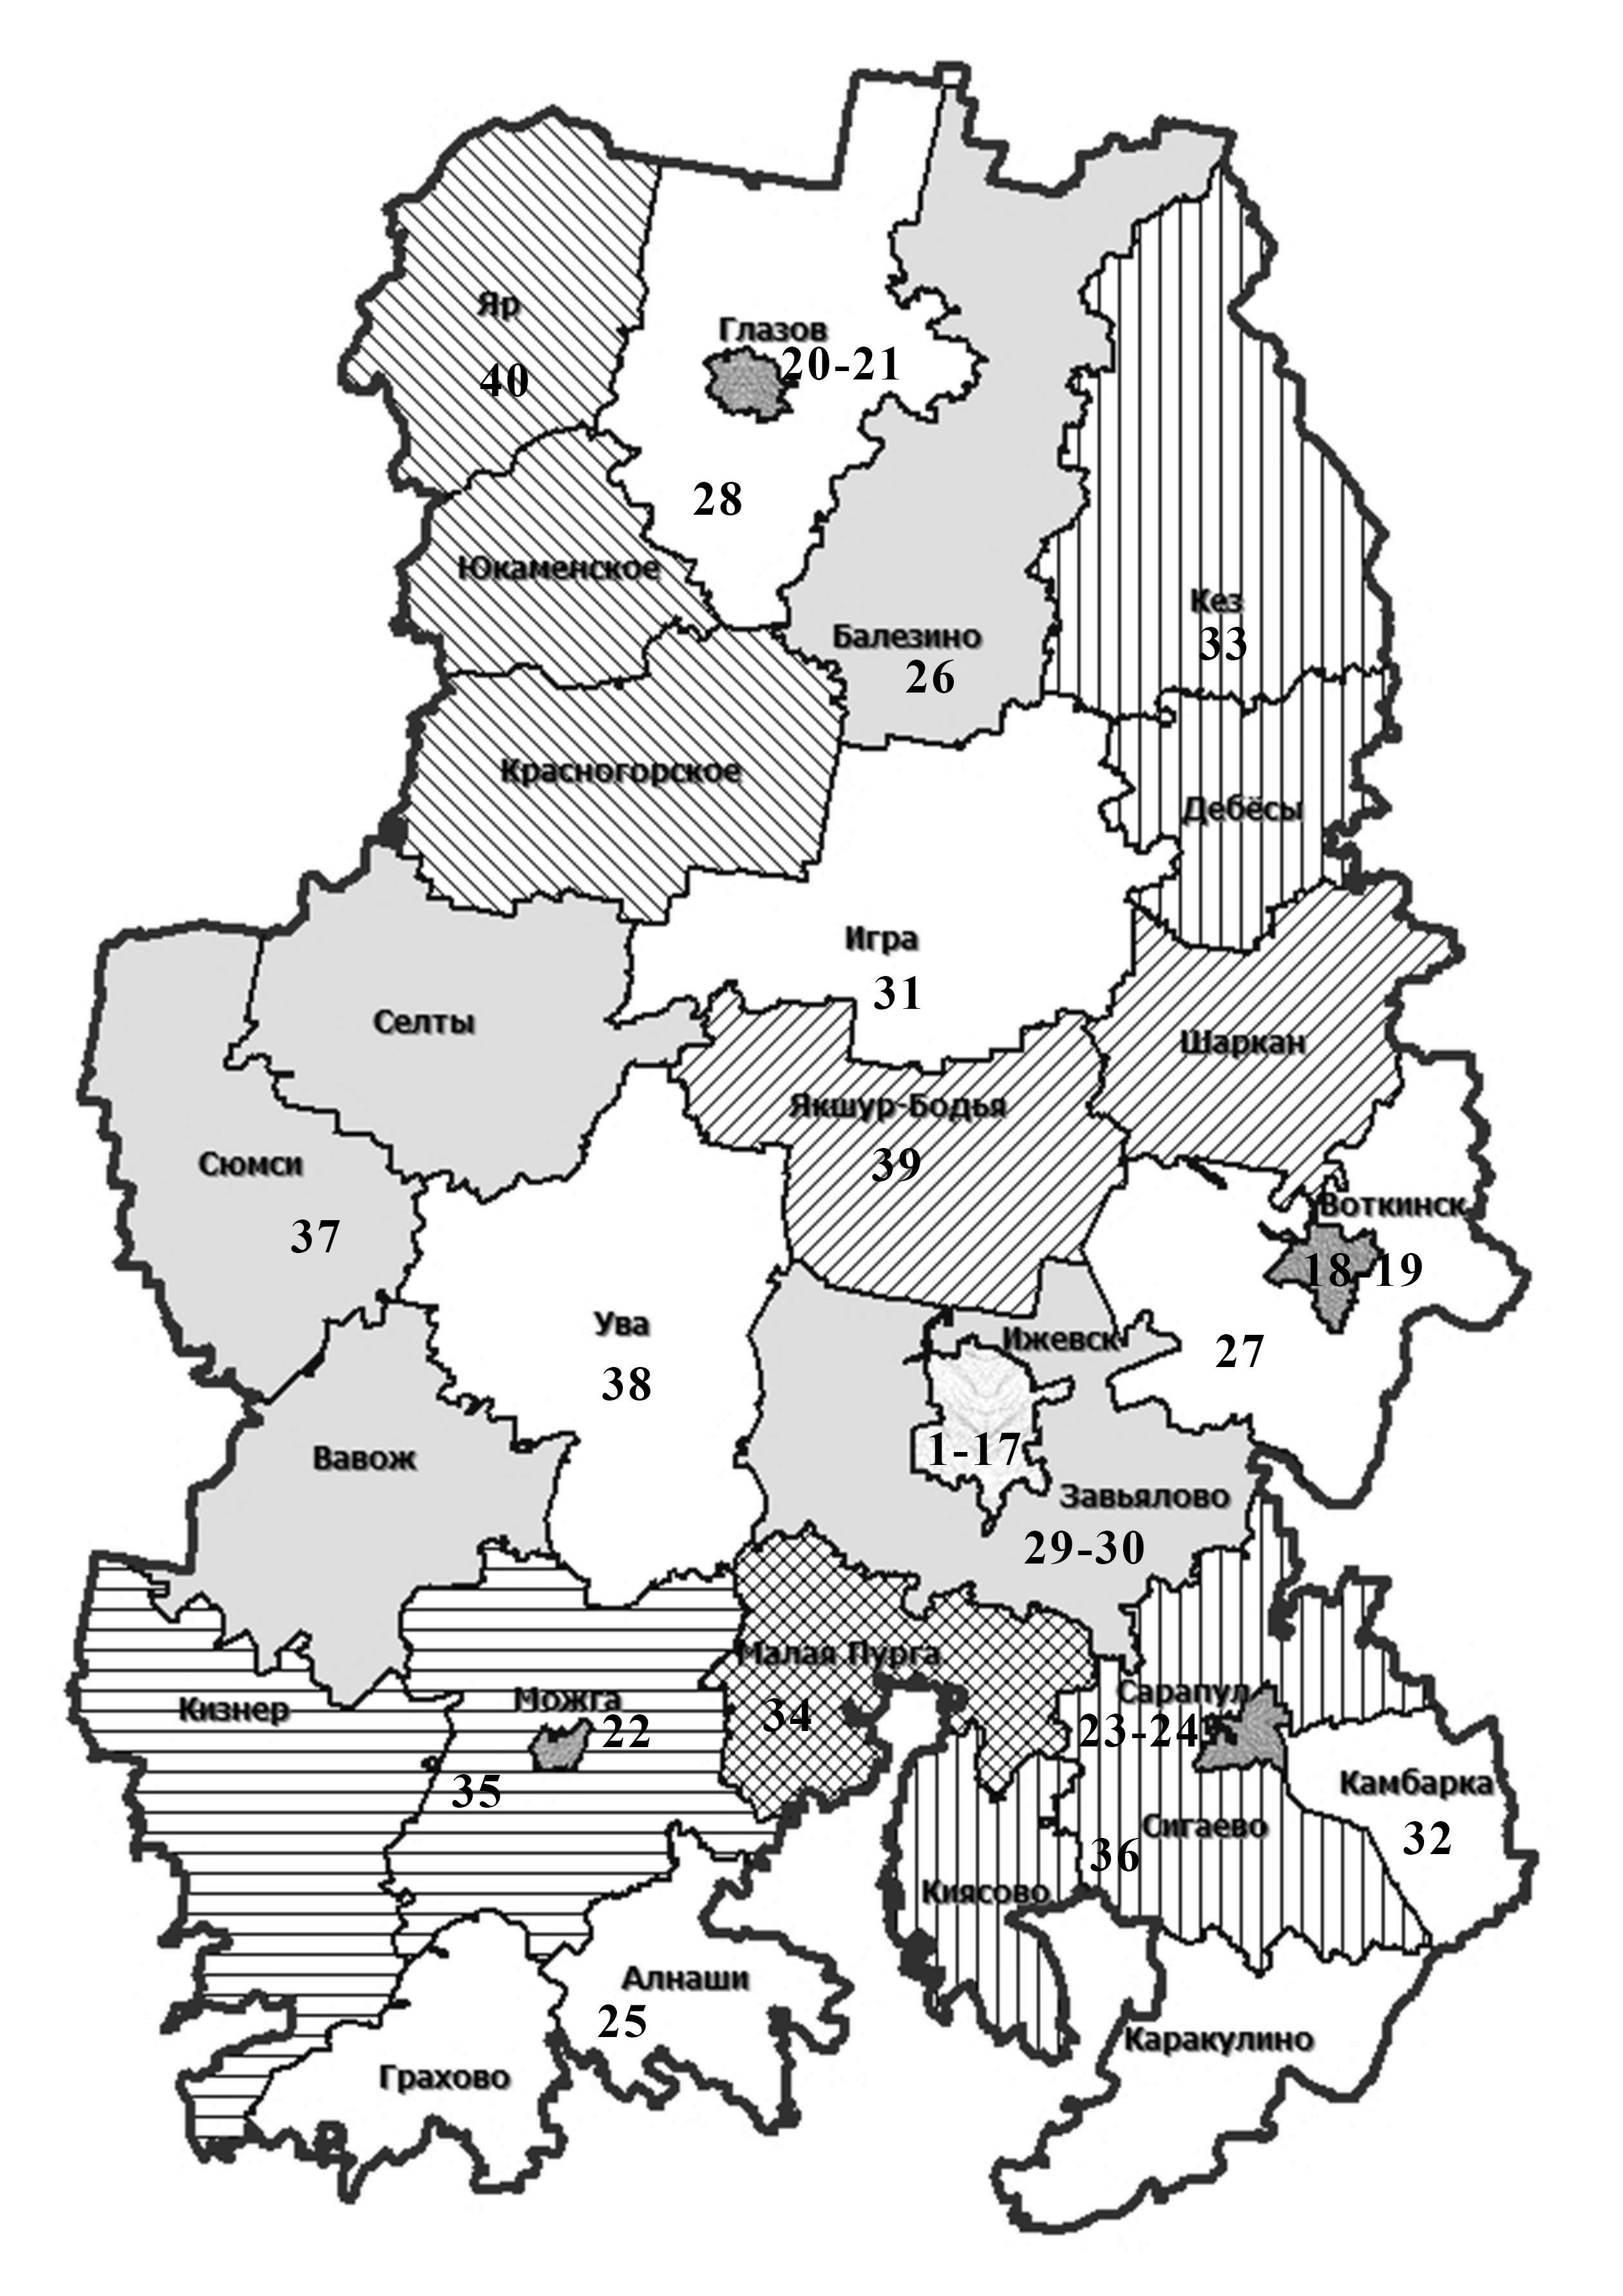 Яр
40
Глазов
20-21
28
Юкаменское
Кез
33
Балезино
26
Красногорское
Дебёсы
Игра
31
Селты
Шаркан
Якшур-Бодья
39
Сюмси
37
Воткинск
18-19
Ува
38
Ижевск
27
1-17
Вавож
Завьялово
29-30
Малая Пурга
34
Кизнер
Можга
22
35
Сарапул
23-24
Камбарка
32
Сигаево
36
Киясово
Алнаши
25
Каракулино
Грахово